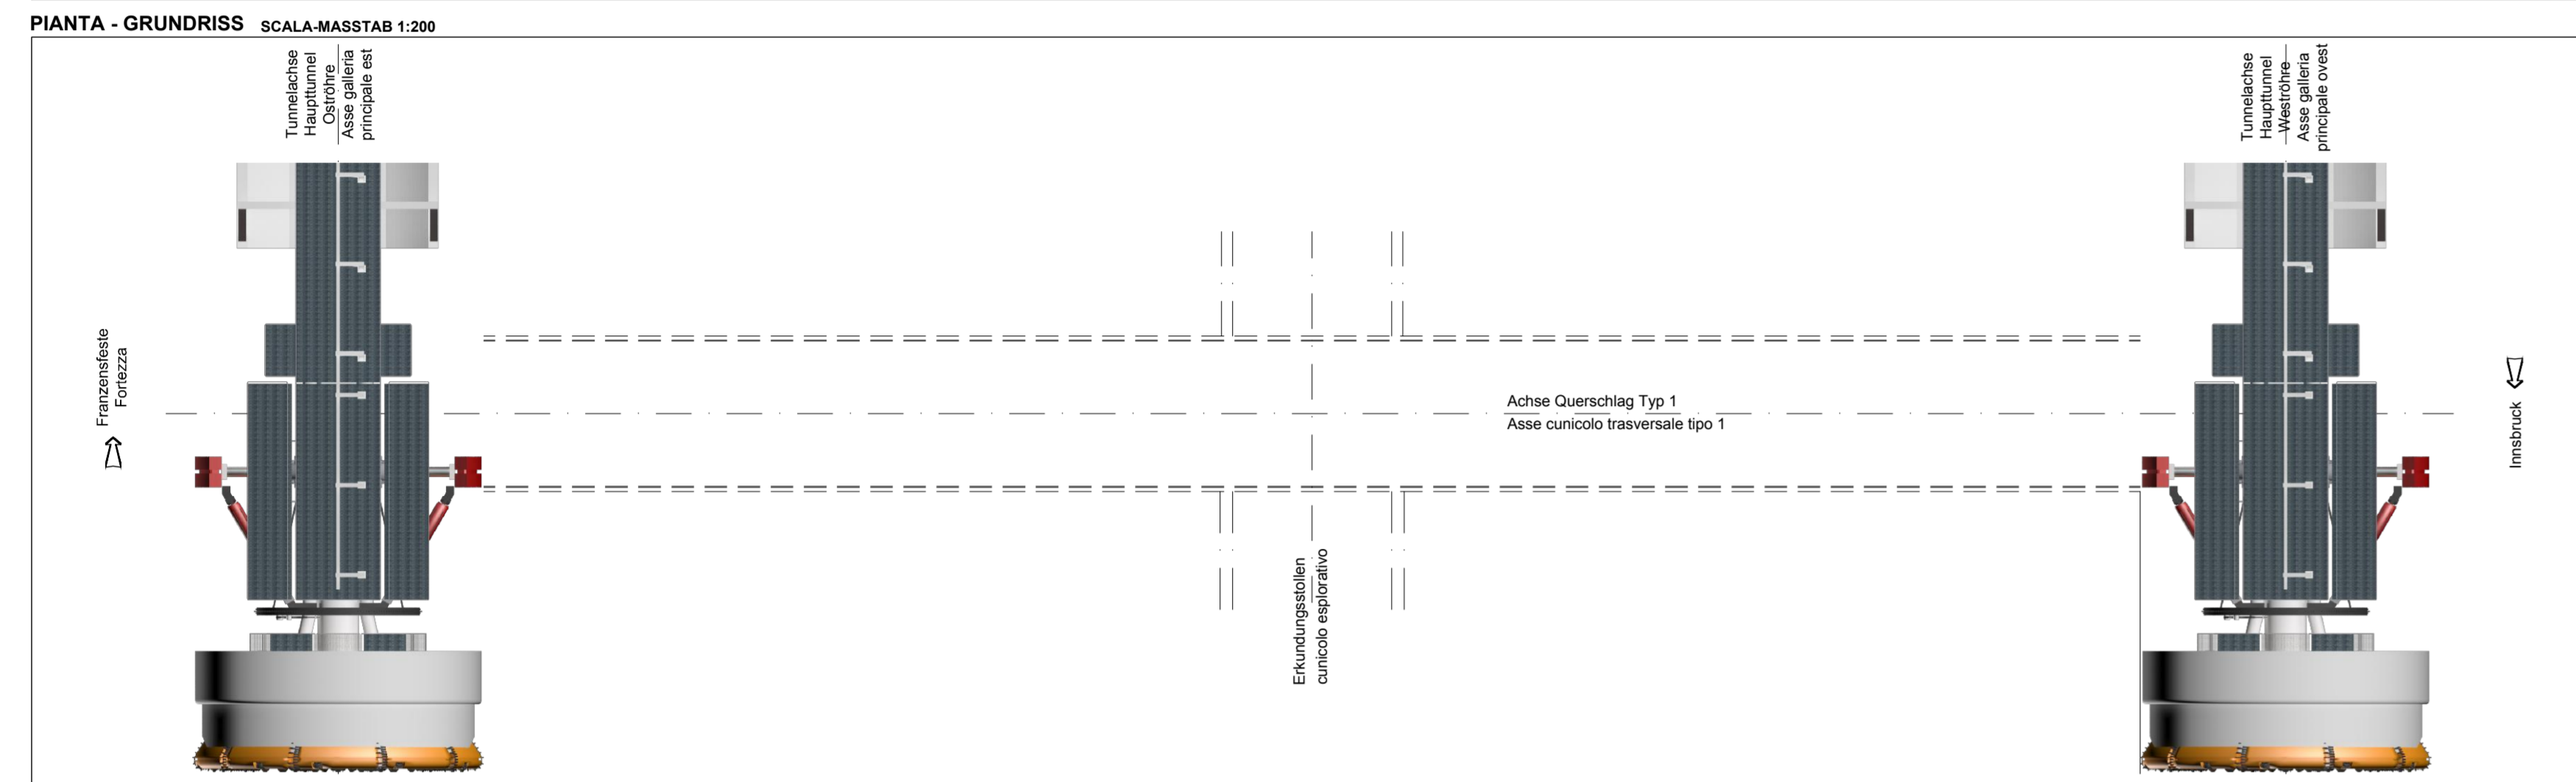 PIANTA - GRUNDRISS SCALA-MASSTAB 1:200
Tunnelachse
Haupttunnel
Oströhre
Asse galleria
principale est
Tunnelachse
Haupttunnel
Weströhre
Asse galleria
principale ovest
Franzensfeste
Fortezza
Achse Querschlag Typ 1
Asse cunicolo trasversale tipo 1
Innsbruck
Erkundungsstollen
cunicolo esplorativo